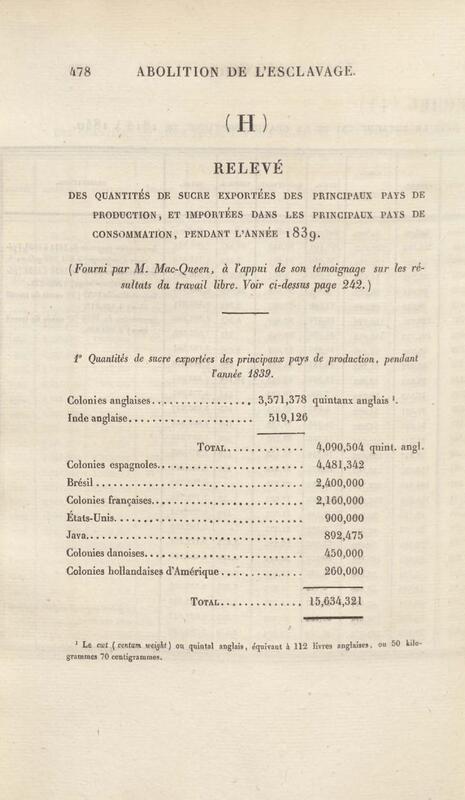 478 ABOLITION DE L'ESCLAVAGE.
(H)
RELEVÉ
DES QUANTITÉS DE SUCRE EXPORTÉES DES PRINCIPAUX PAYS DE
PRODUCTION, ET IMPORTÉES DANS LES PRINCIPAUX PAYS DE
CONSOMMATION, PENDANT L'ANNÉE 1839.
(Fourni par M. Mac-Queen, à l'appui de son témoignage sur les ré-
sultats du travail libre. Voir ci-dessus page 242.)
1° Quantités de sucre exportées des principaux pays de production, pendant
l'année 1839.
Colonies anglaises................ 3,571,378 quintaux anglais ¹.
Inde anglaise.................... 519,126
TOTAL............ 4,090,504 quint. angl.
Colonies espagnoles....................... 4,481,342
Brésil.................................. 2,400,000
Colonies françaises........................ 2,160,000
États-Unis............................... 900,000
Java.................................... 892,475
Colonies danoises......................... 450,000
Colonies hollandaises d'Amérique............. 260,000
TOTAL............. 15,634,321
¹ Le cwt (centum weight) ou quintal anglais, équivant à 112 livres anglaises, ou 50 kilo-
grammes 70 centigrammes.